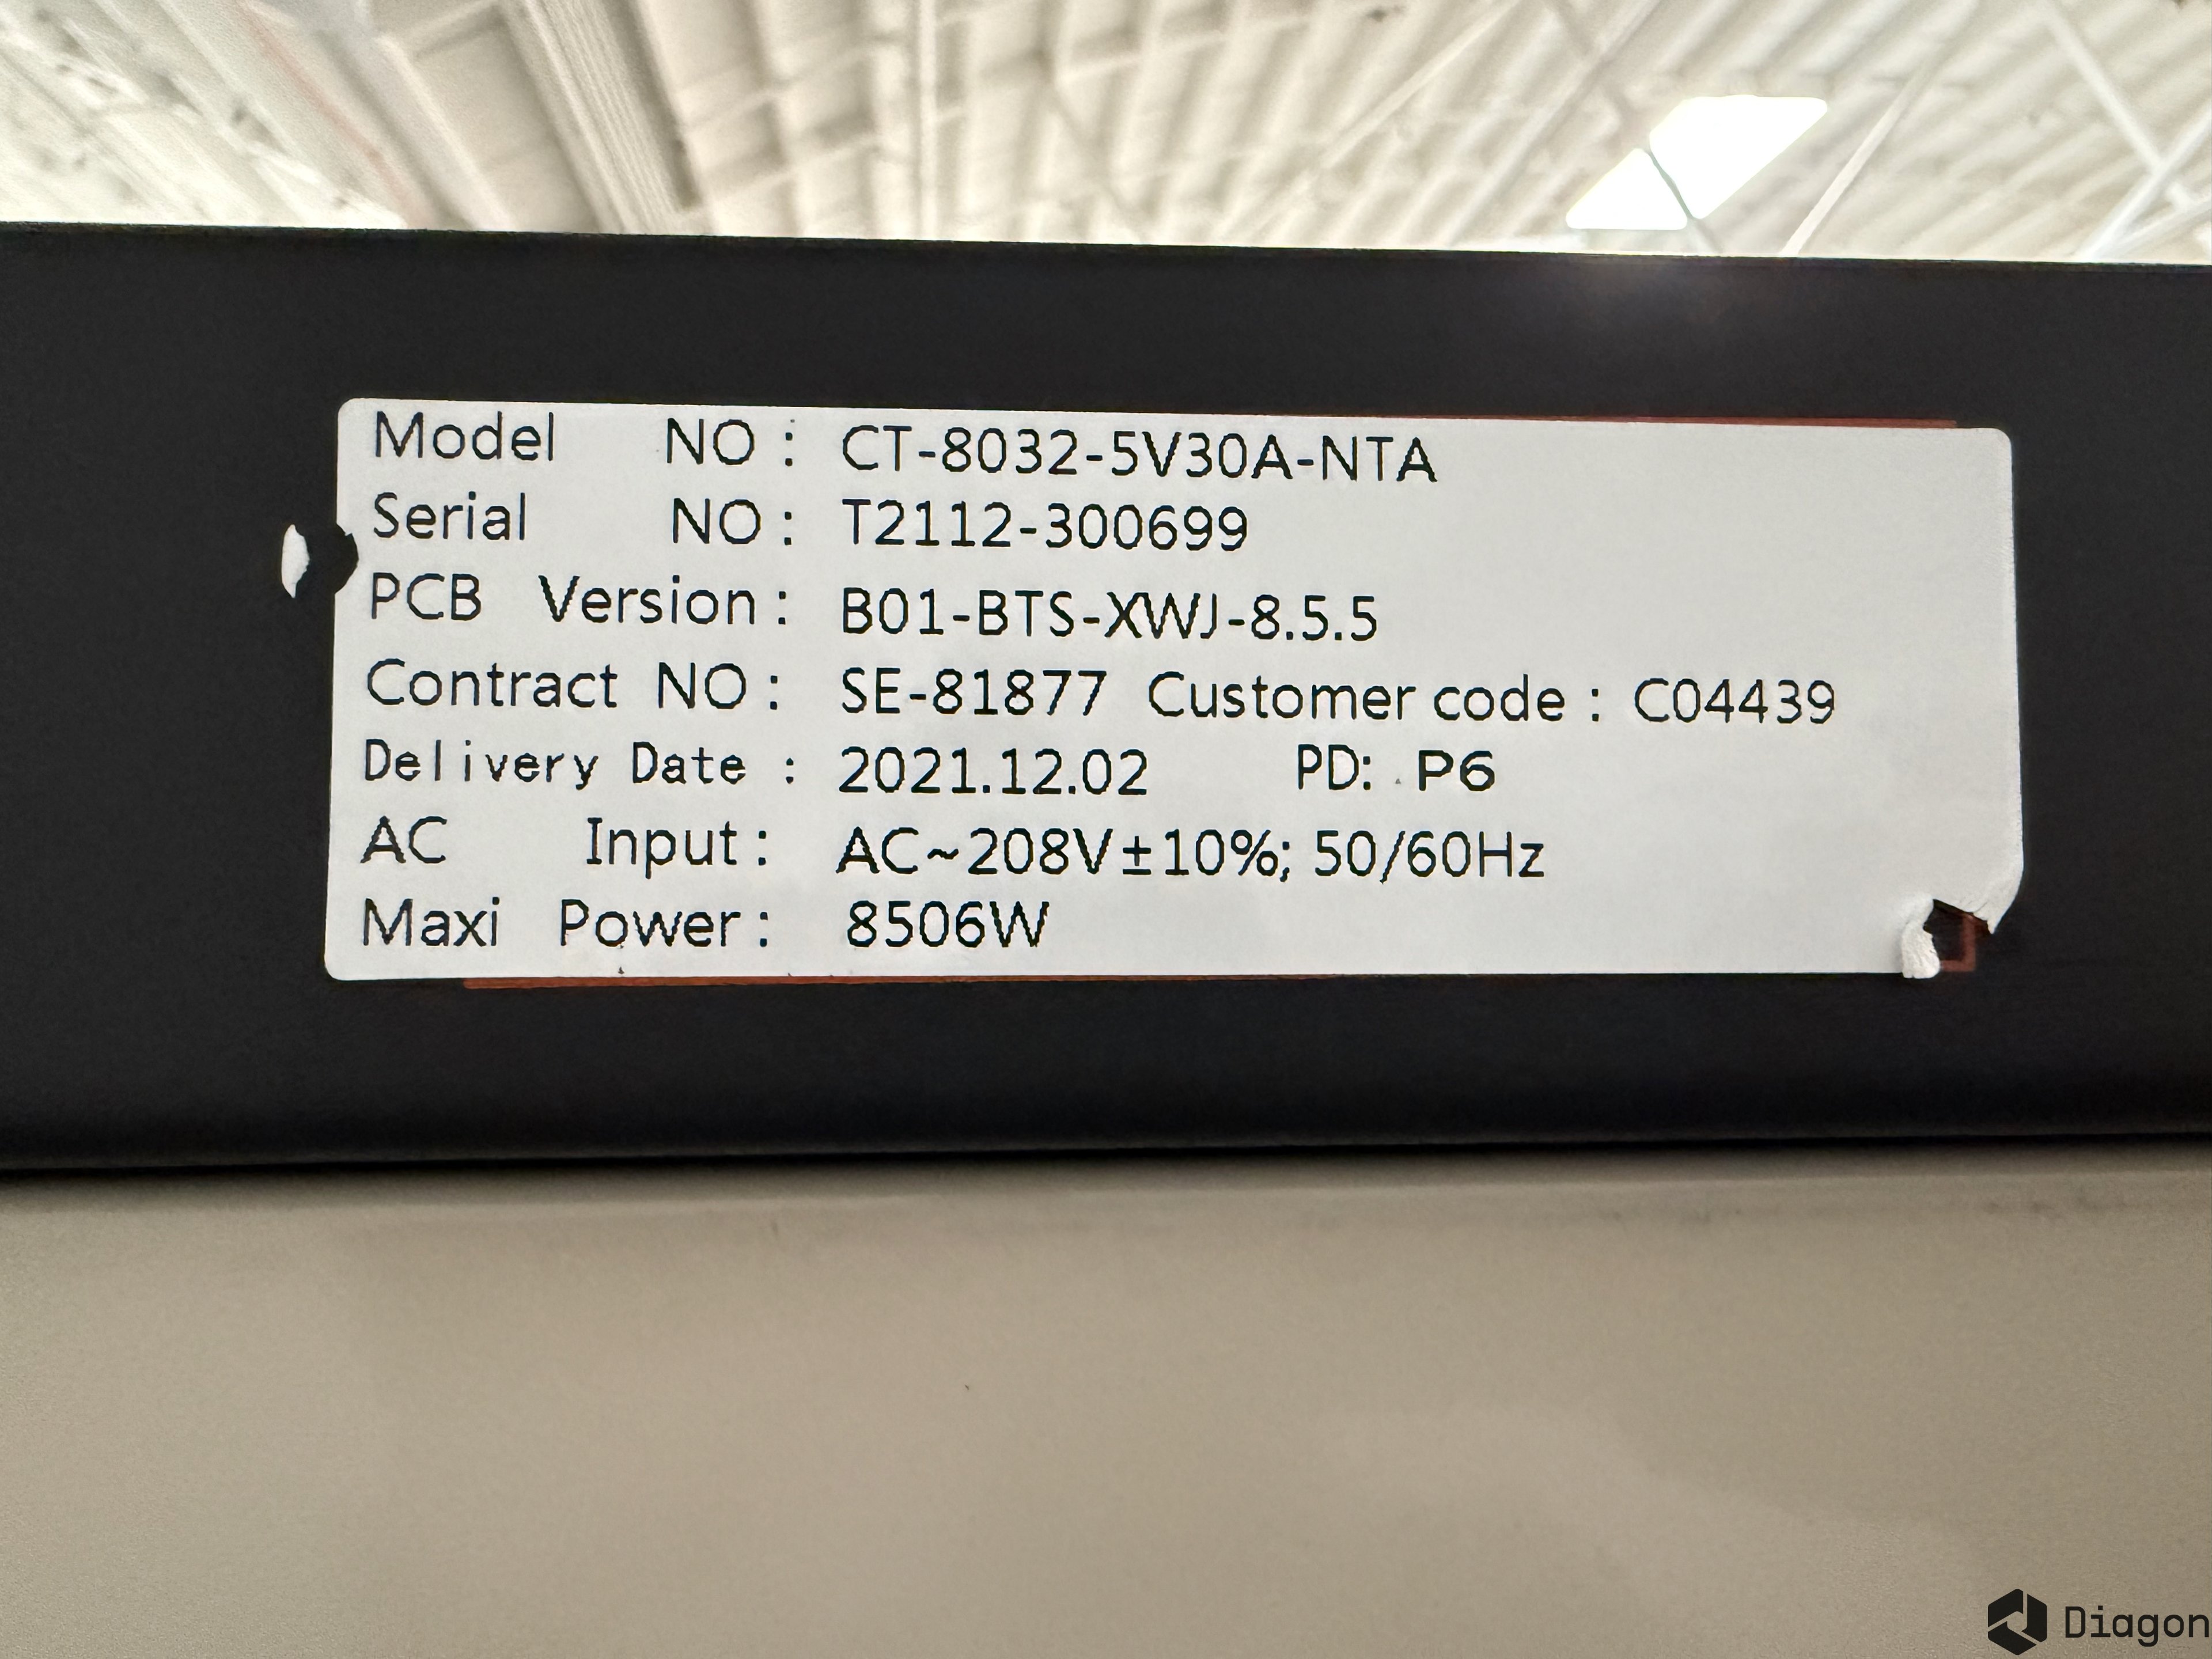 Model NO : CT-8032-5V30A-NTA
Serial NO : T2112-300699
PCB Version : B01-BTS-XWJ-8.5.5
Contract NO : SE-81877 Customer code : C04439
Delivery Date : 2021.12.02 PD: P6
AC Input : AC~208V±10%; 50/60Hz
Maxi Power : 8506W
Diagon